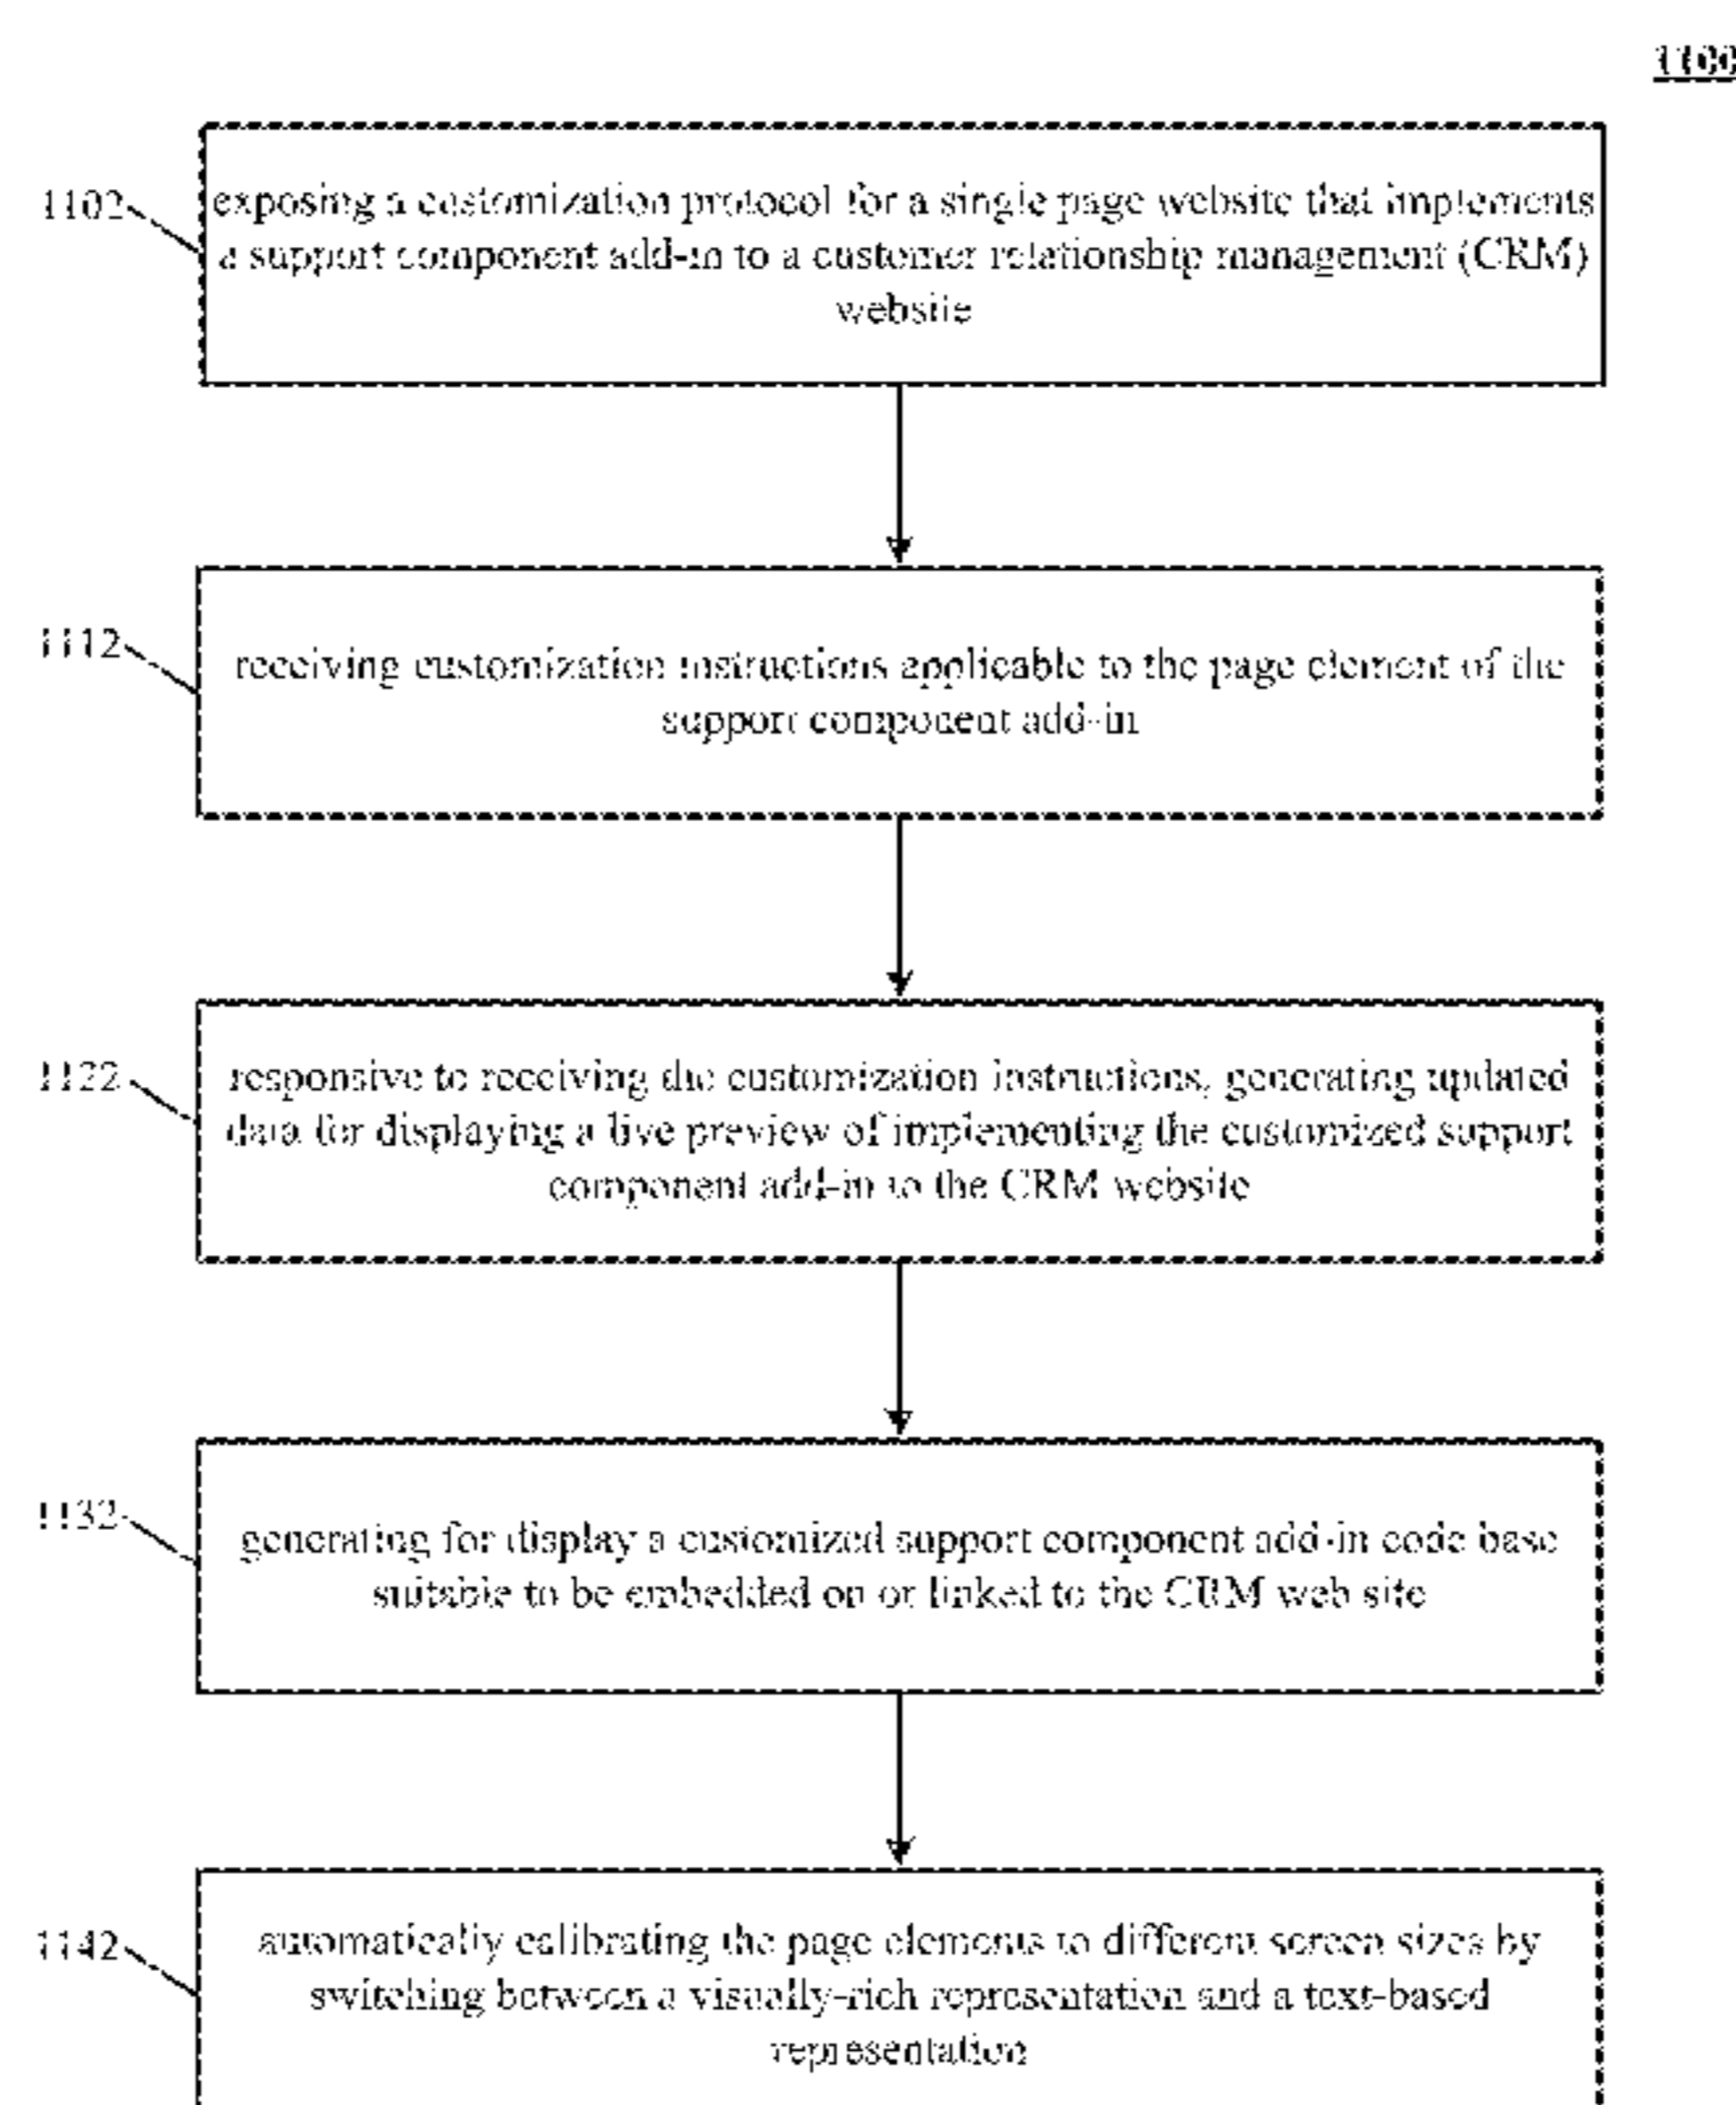 1100
1102
exposing a customization protocol for a single page website that implements
a support component add-in to a customer relationship management (CRM)
website
1112
receiving customization instructions applicable to the page element of the
support component add-in
1122
responsive to receiving the customization instructions, generating updated
data for displaying a live preview of implementing the customized support
component add-in to the CRM website
1132
generating for display a customized support component add-in code base
suitable to be embedded on or linked to the CRM web site
1142
automatically calibrating the page elements to different screen sizes by
switching between a visually-rich representation and a text-based
representation